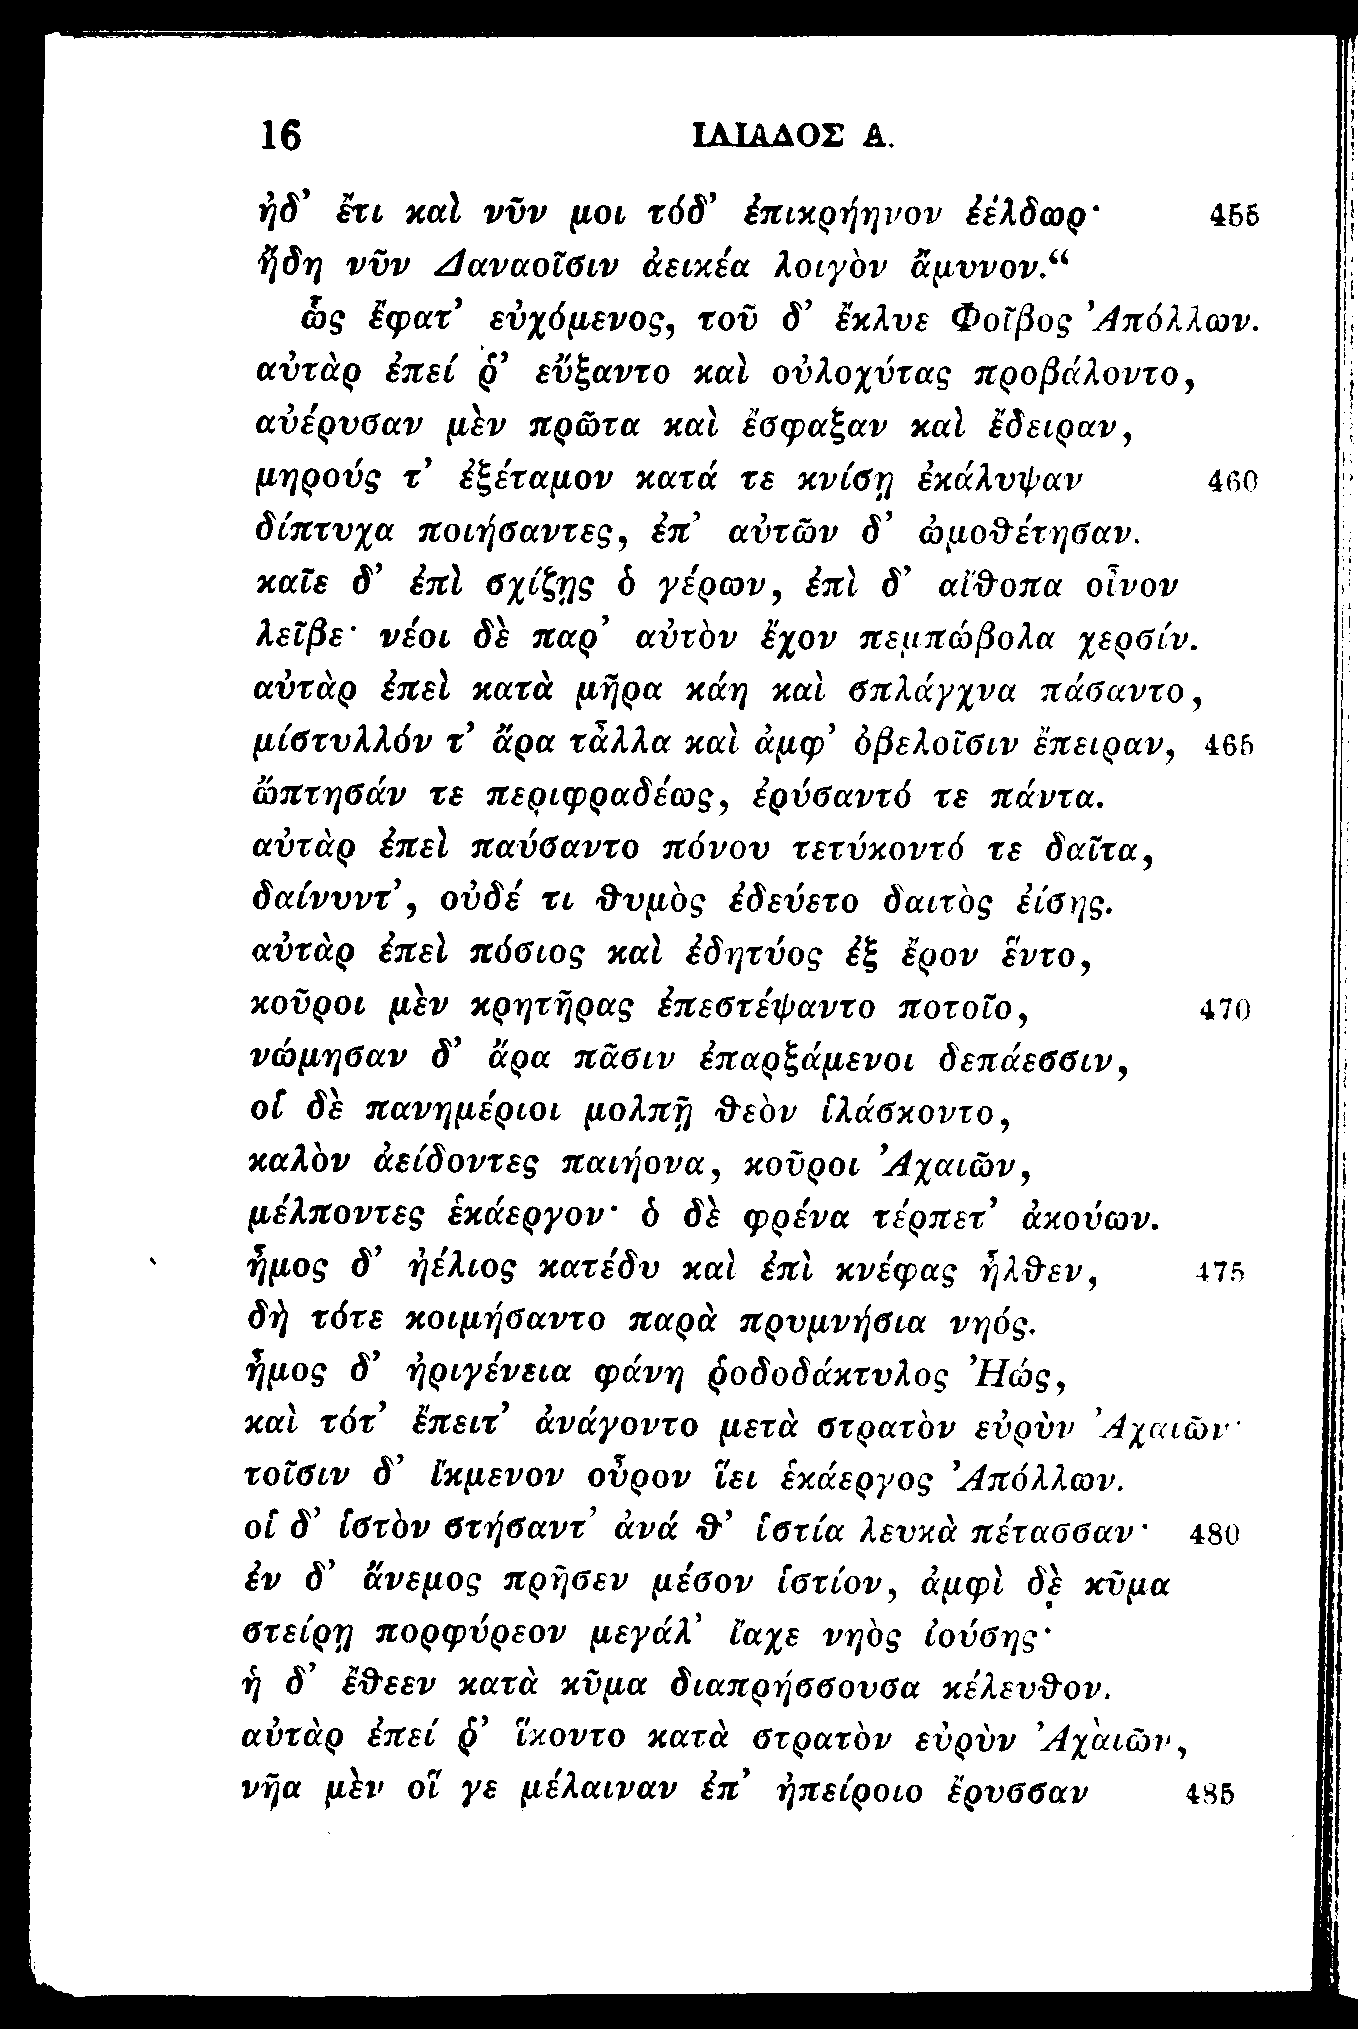 16 ΙΛΙΑΔΟΣ Α.
ἠδ’ ἔτι καὶ νῦν μοι τόδ’ ἐπικρήηνον ἐέλδωρ· 455
ἤδη νῦν Δαναοῖσιν ἀεικέα λοιγὸν ἄμυνον.“
ὣς ἔφατ’ εὐχόμενος, τοῦ δ’ ἔκλυε Φοῖβος Ἀπόλλων.
αὐτὰρ ἐπεί ῥ’ εὔξαντο καὶ οὐλοχύτας προβάλοντο,
αὐέρυσαν μὲν πρῶτα καὶ ἔσφαξαν καὶ ἔδειραν,
μηρούς τ’ ἐξέταμον κατά τε κνίσῃ ἐκάλυψαν 460
δίπτυχα ποιήσαντες, ἐπ’ αὐτῶν δ’ ὠμοθέτησαν.
καῖε δ’ ἐπὶ σχίζῃς ὁ γέρων, ἐπὶ δ’ αἴθοπα οἶνον
λεῖβε· νέοι δὲ παρ’ αὐτὸν ἔχον πεμπώβολα χερσίν.
αὐτὰρ ἐπεὶ κατὰ μῆρα κάη καὶ σπλάγχνα πάσαντο,
μίστυλλόν τ’ ἄρα τἆλλα καὶ ἀμφ’ ὀβελοῖσιν ἔπειραν, 465
ὤπτησάν τε περιφραδέως, ἐρύσαντό τε πάντα.
αὐτὰρ ἐπεὶ παύσαντο πόνου τετύκοντό τε δαῖτα,
δαίνυντ’, οὐδέ τι θυμὸς ἐδεύετο δαιτὸς ἐίσης.
αὐτὰρ ἐπεὶ πόσιος καὶ ἐδητύος ἐξ ἔρον ἕντο,
κοῦροι μὲν κρητῆρας ἐπεστέψαντο ποτοῖο, 470
νώμησαν δ’ ἄρα πᾶσιν ἐπαρξάμενοι δεπάεσσιν,
οἱ δὲ πανημέριοι μολπῇ θεὸν ἱλάσκοντο,
καλὸν ἀείδοντες παιήονα, κοῦροι Ἀχαιῶν,
μέλποντες ἑκάεργον· ὁ δὲ φρένα τέρπετ’ ἀκούων.
ἦμος δ’ ἠέλιος κατέδυ καὶ ἐπὶ κνέφας ἦλθεν, 475
δὴ τότε κοιμήσαντο παρὰ πρυμνήσια νηός.
ἦμος δ’ ἠριγένεια φάνη ῥοδοδάκτυλος Ἠώς,
καὶ τότ’ ἔπειτ’ ἀνάγοντο μετὰ στρατὸν εὐρὺν Ἀχαιῶν·
τοῖσιν δ’ ἴκμενον οὖρον ἵει ἑκάεργος Ἀπόλλων.
οἱ δ’ ἱστὸν στήσαντ’ ἀνά θ’ ἱστία λευκὰ πέτασσαν· 480
ἐν δ’ ἄνεμος πρῆσεν μέσον ἱστίον, ἀμφὶ δὲ κῦμα
στείρῃ πορφύρεον μεγάλ’ ἴαχε νηὸς ἰούσης·
ἡ δ’ ἔθεεν κατὰ κῦμα διαπρήσσουσα κέλευθον.
αὐτὰρ ἐπεί ῥ’ ἵκοντο κατὰ στρατὸν εὐρὺν Ἀχαιῶν,
νῆα μὲν οἵ γε μέλαιναν ἐπ’ ἠπείροιο ἔρυσσαν 485